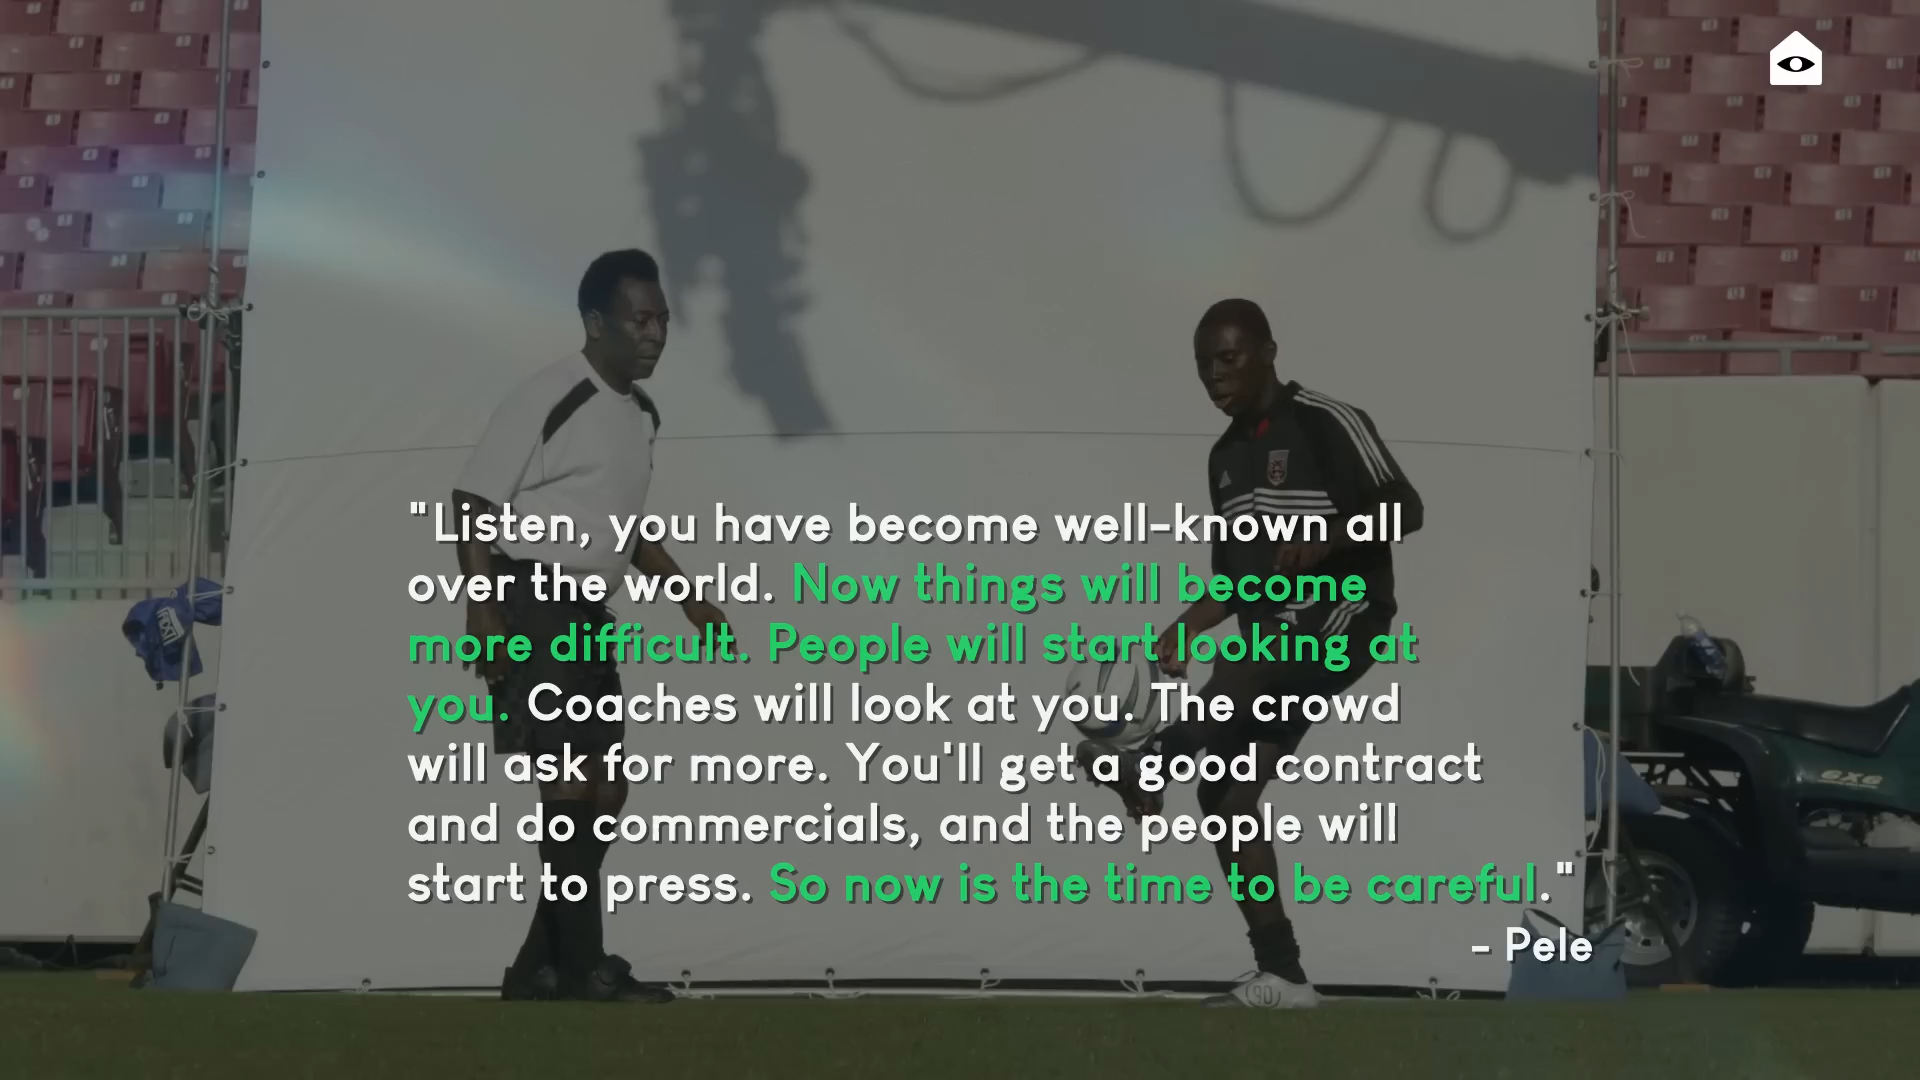 "Listen, you have become well-known all
over the world. Now things will become
more difficult. People will start looking at
you. Coaches will look at you. The crowd
will ask for more. You'll get a good contract
and do commercials, and the people will
start to press. So now is the time to be careful."
- Pele
6X6
90